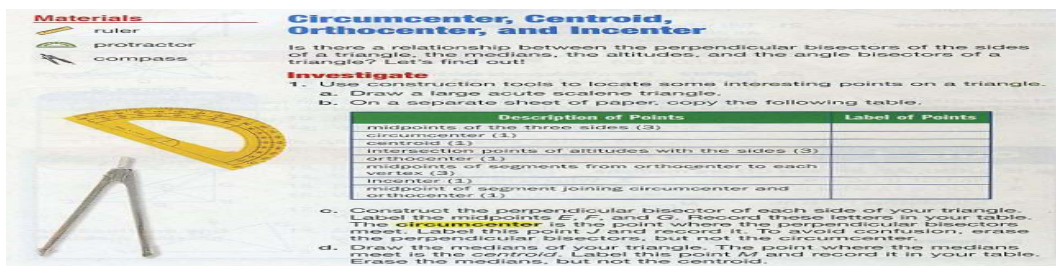 Materials
ruler
protractor
compass
Circumcenter, Centroid,
Orthocenter, and Incenter
Is there a relationship between the perpendicular bisectors of the sides
of a triangle, the medians, the altitudes, and the angle bisectors of a
triangle? Let's find out!
Investigate
1. Use construction tools to locate some interesting points on a triangle.
a. Draw a large acute scalene triangle.
b. On a separate sheet of paper, copy the following table.
Description of Points Label of Points
midpoints of the three sides (3)
circumcenter (1)
centroid (1)
intersection points of altitudes with the sides (3)
orthocenter (1)
midpoints of segments from orthocenter to each
vertex (3)
incenter (1)
midpoint of segment joining circumcenter and
orthocenter (1)
c. Construct the perpendicular bisector of each side of your triangle.
Label the midpoints E, F, and G. Record these letters in your table.
The circumcenter is the point where the perpendicular bisectors
meet. Label this point J and record it. To avoid confusion, erase
the perpendicular bisectors, but not the circumcenter.
d. Draw the medians of your triangle. The point where the medians
meet is the centroid. Label this point M and record it in your table.
Erase the medians, but not the centroid.